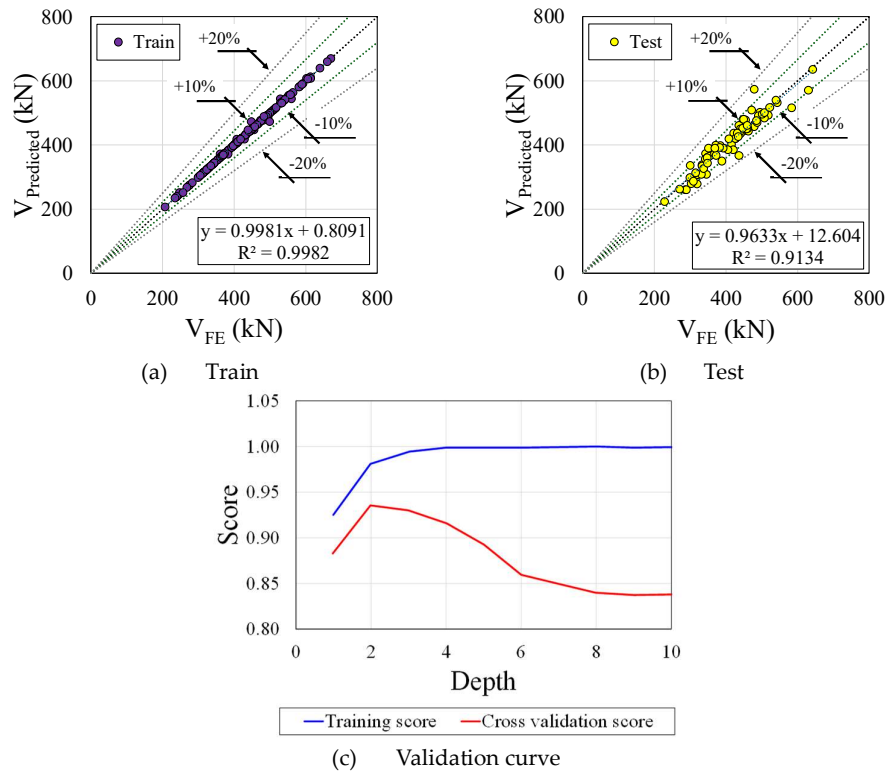 800
600
400
200
0
V_Predicted (kN)
Train
+20%
+10%
-10%
-20%
y = 0.9981x + 0.8091
R² = 0.9982
0 200 400 600 800
V_FE (kN)
(a) Train
800
600
400
200
0
V_Predicted (kN)
Test
+20%
+10%
-10%
-20%
y = 0.9633x + 12.604
R² = 0.9134
0 200 400 600 800
V_FE (kN)
(b) Test
1.05
1.00
0.95
0.90
0.85
0.80
Score
0 2 4 6 8 10
Depth
Training score Cross validation score
(c) Validation curve